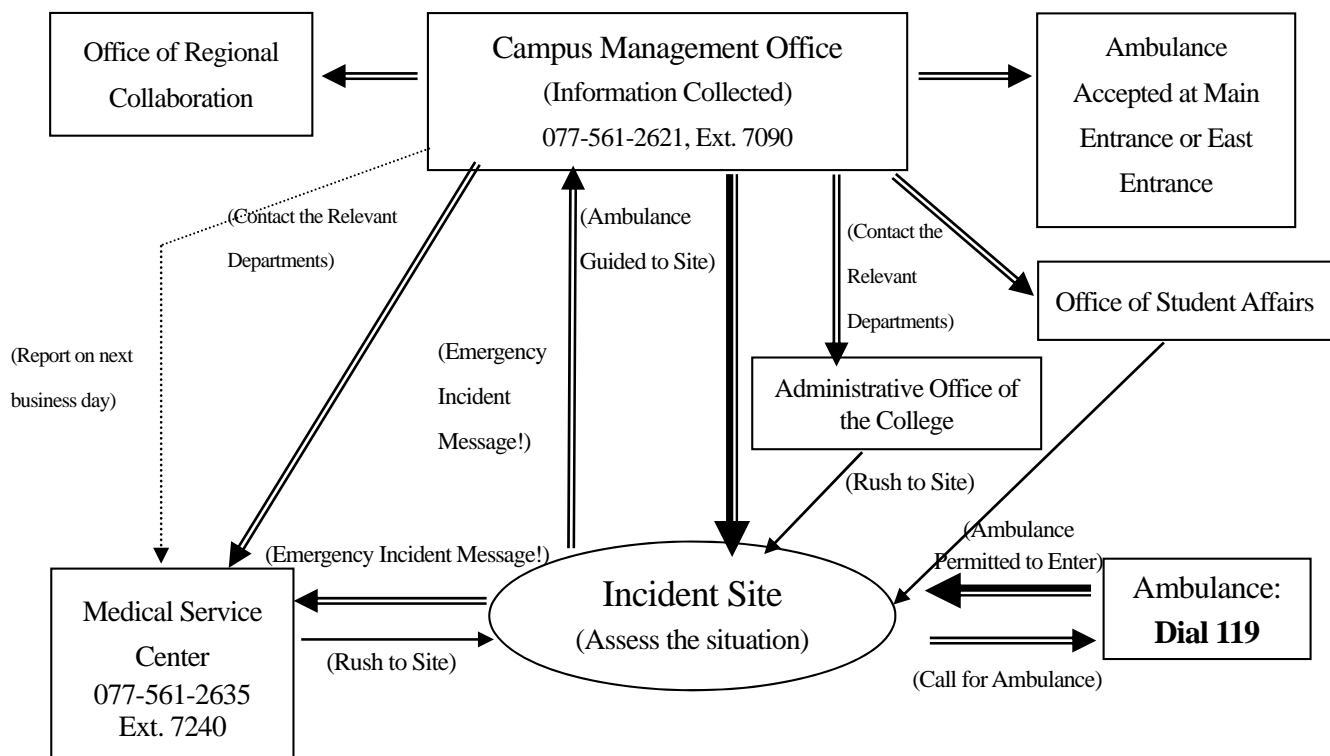 Office of Regional
Collaboration
Campus Management Office
(Information Collected)
077-561-2621, Ext. 7090
Ambulance
Accepted at Main
Entrance or East
Entrance
(Contact the Relevant
Departments)
(Ambulance
Guided to Site)
(Contact the
Relevant
Departments)
Office of Student Affairs
(Report on next
business day)
(Emergency
Incident
Message!)
Administrative Office of
the College
(Rush to Site)
(Emergency Incident Message!)
(Ambulance
Permitted to Enter)
Medical Service
Center
077-561-2635
Ext. 7240
(Rush to Site)
Incident Site
(Assess the situation)
Ambulance:
Dial 119
(Call for Ambulance)